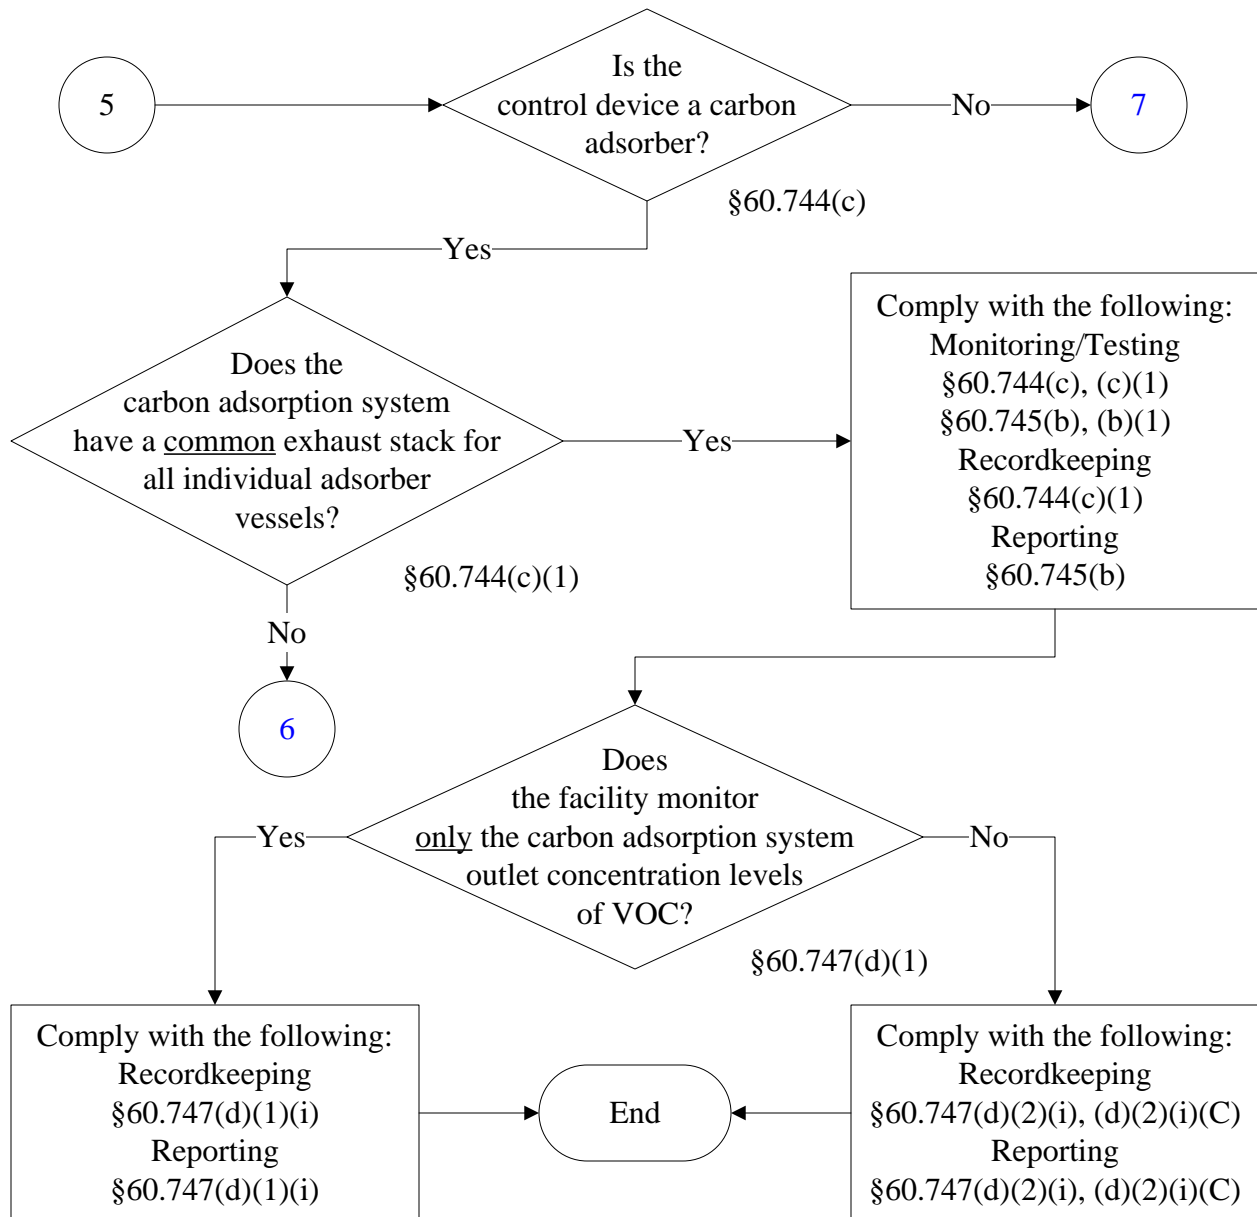 5
Is the
control device a carbon
adsorber?
No
7
§60.744(c)
Yes
Does the
carbon adsorption system
have a common exhaust stack for
all individual adsorber
vessels?
Yes
§60.744(c)(1)
Comply with the following:
Monitoring/Testing
§60.744(c), (c)(1)
§60.745(b), (b)(1)
Recordkeeping
§60.744(c)(1)
Reporting
§60.745(b)
No
6
Does
the facility monitor
only the carbon adsorption system
outlet concentration levels
of VOC?
Yes
No
§60.747(d)(1)
Comply with the following:
Recordkeeping
§60.747(d)(1)(i)
Reporting
§60.747(d)(1)(i)
End
Comply with the following:
Recordkeeping
§60.747(d)(2)(i), (d)(2)(i)(C)
Reporting
§60.747(d)(2)(i), (d)(2)(i)(C)